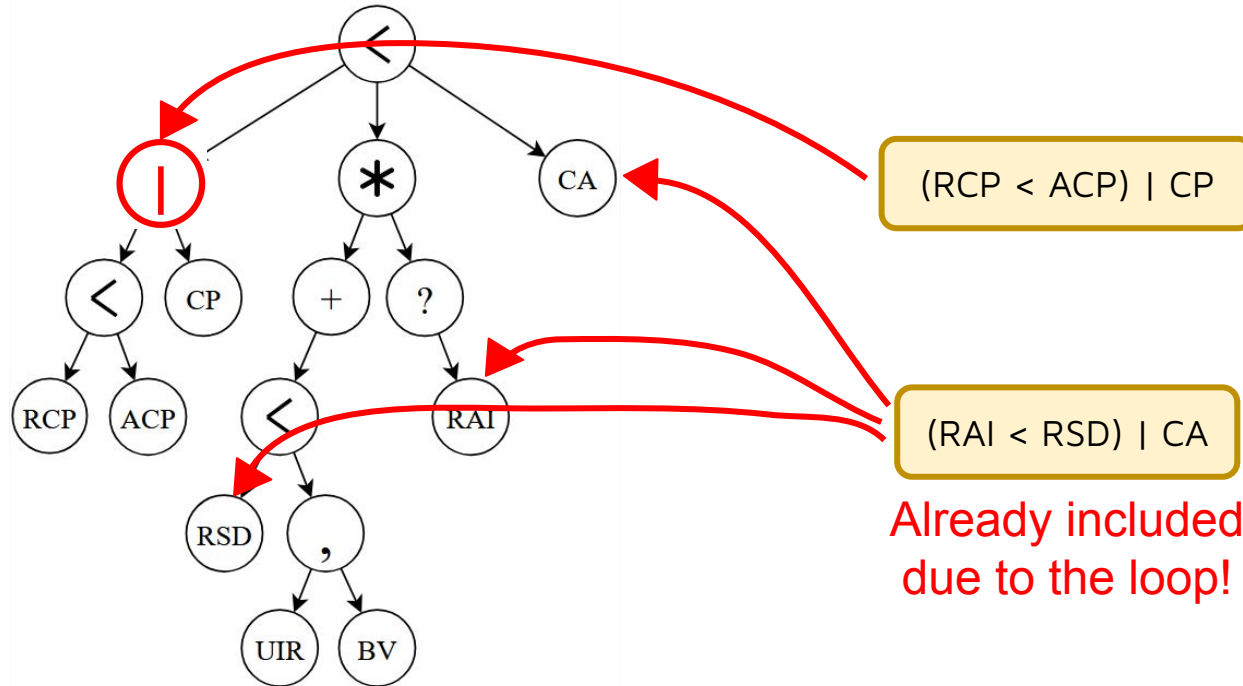 <
|
*
CA
(RCP < ACP) | CP
<
CP
+
?
RCP
ACP
<
RAI
(RAI < RSD) | CA
RSD
,
Already included
due to the loop!
UIR
BV